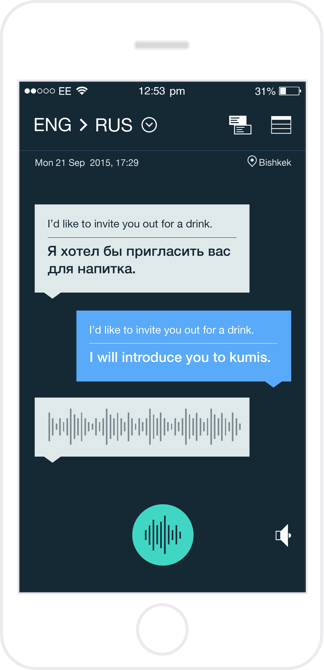 EE 12:53 pm 31%
ENG > RUS
Mon 21 Sep 2015, 17:29 Bishkek
I'd like to invite you out for a drink.
Я хотел бы пригласить вас
для напитка.
I'd like to invite you out for a drink.
I will introduce you to kumis.